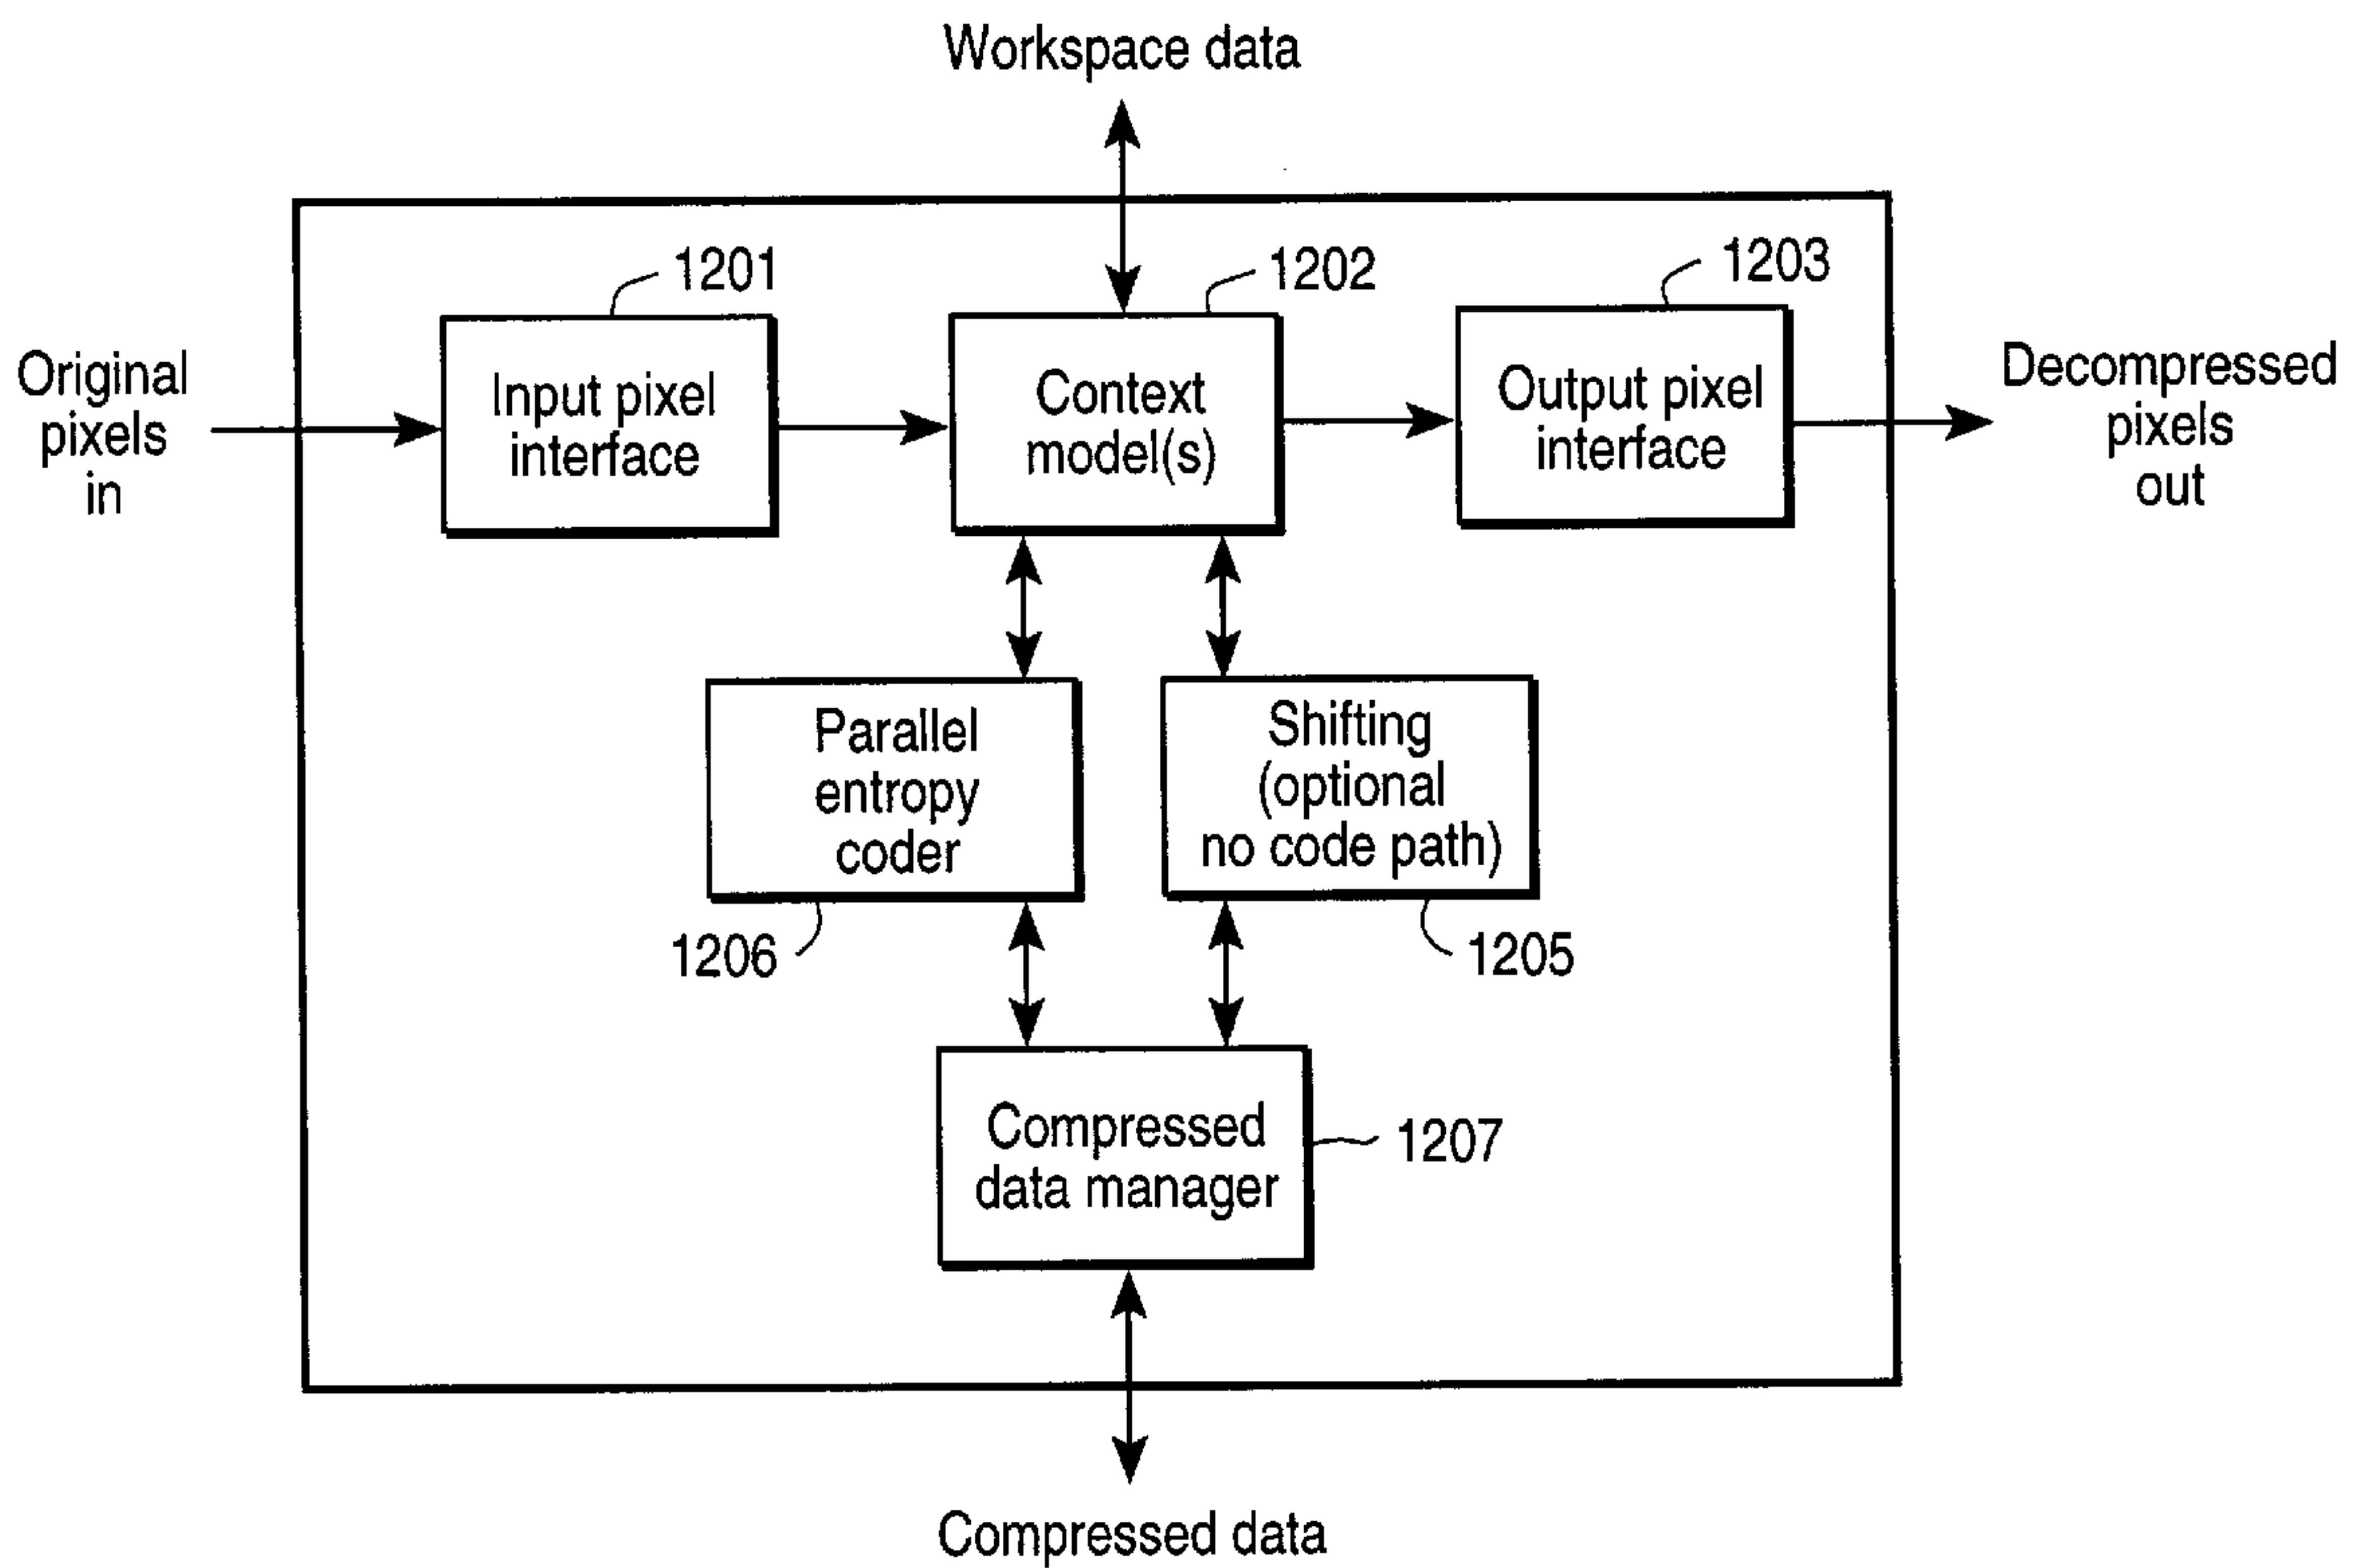 Workspace data
1201
1202
1203
Original
pixels
in
Input pixel
interface
Context
model(s)
Output pixel
interface
Decompressed
pixels
out
Parallel
entropy
coder
Shifting
(optional
no code path)
1206
1205
Compressed
data manager
1207
Compressed data